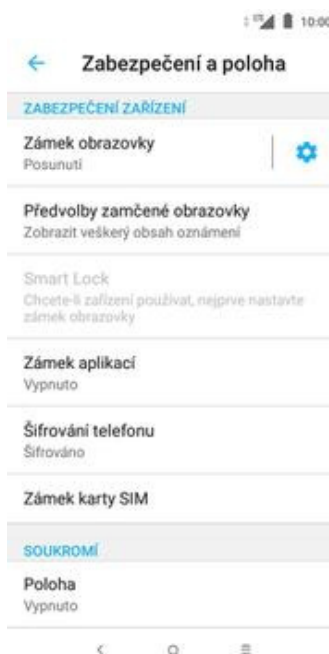 10:00
Zabezpečení a poloha
ZABEZPEČENÍ ZAŘÍZENÍ
Zámek obrazovky
Posunutí
Předvolby zamčené obrazovky
Zobrazit veškerý obsah oznámení
Smart Lock
Chcete-li zařízení používat, nejprve nastavte
zámek obrazovky
Zámek aplikací
Vypnuto
Šifrování telefonu
Šifrováno
Zámek karty SIM
SOUKROMÍ
Poloha
Vypnuto